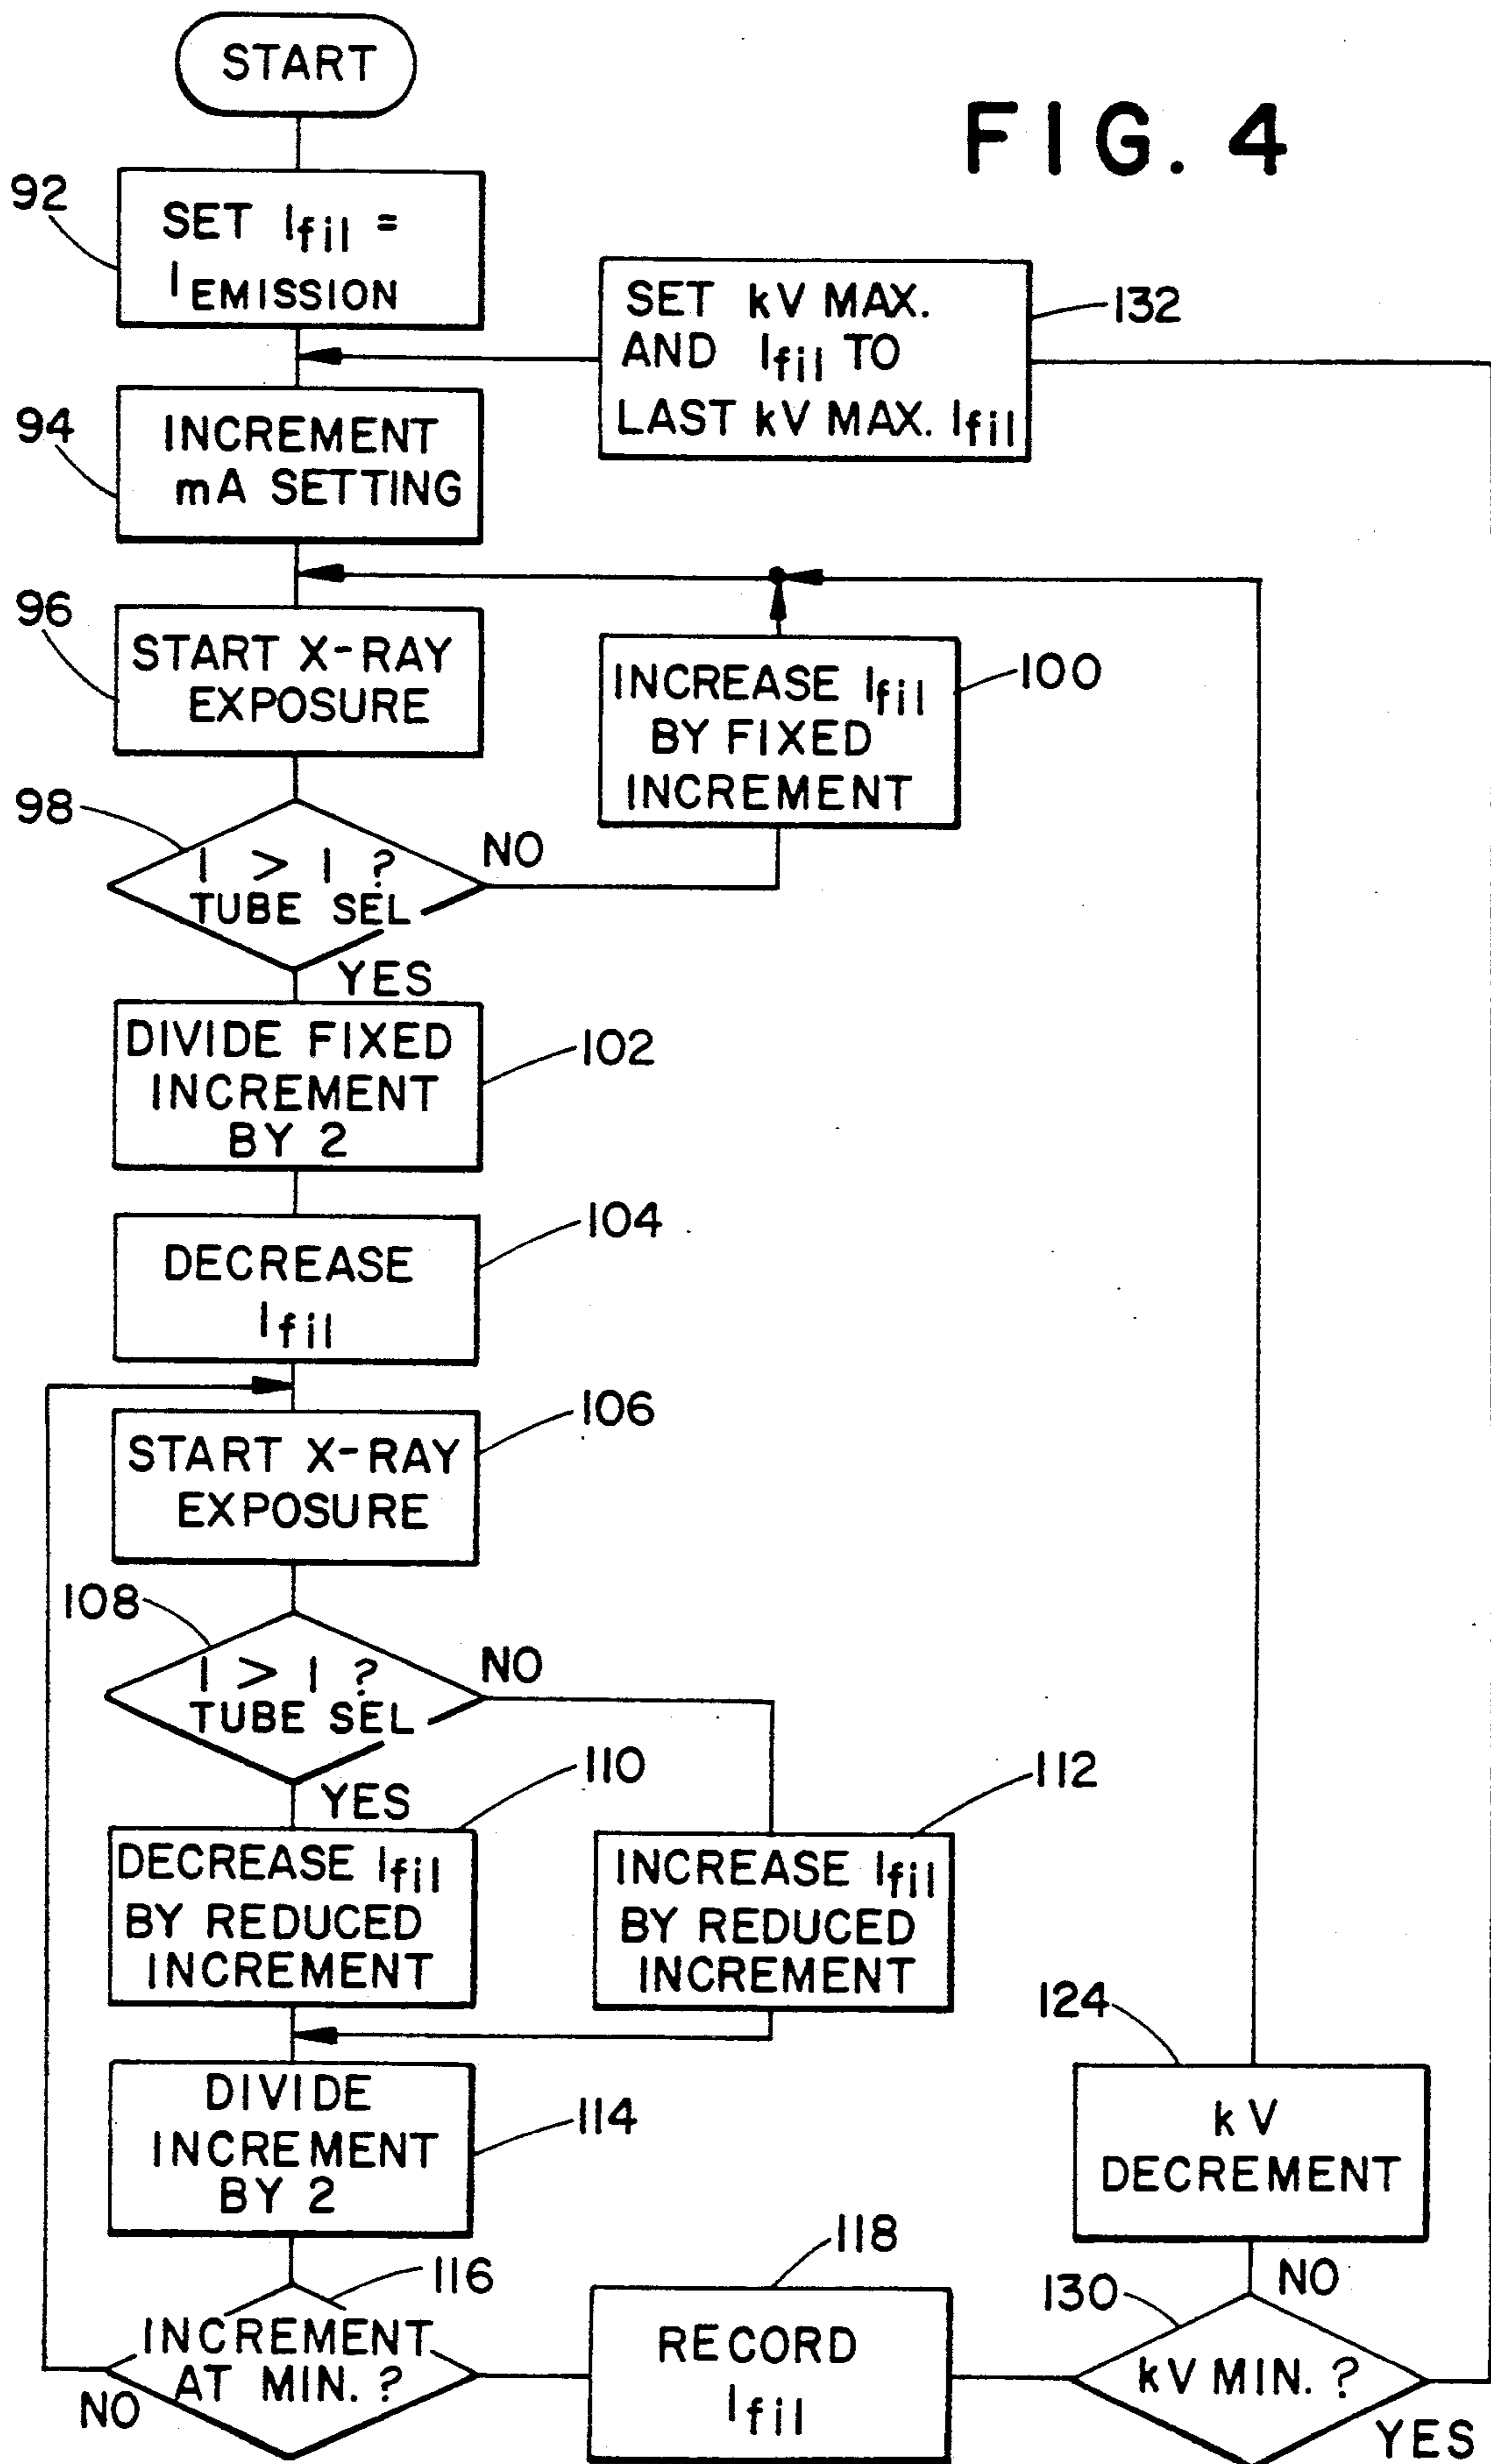 START
FIG. 4
92
SET Ifil =
IEMISSION
SET kV MAX.
AND Ifil TO
LAST kV MAX. Ifil
132
94
INCREMENT
mA SETTING
96
START X-RAY
EXPOSURE
INCREASE Ifil
BY FIXED
INCREMENT
100
98
I > I ?
TUBE SEL
NO
YES
DIVIDE FIXED
INCREMENT
BY 2
102
DECREASE
Ifil
104
START X-RAY
EXPOSURE
106
108
I > I ?
TUBE SEL
NO
YES
110
112
DECREASE Ifil
BY REDUCED
INCREMENT
INCREASE Ifil
BY REDUCED
INCREMENT
DIVIDE
INCREMENT
BY 2
114
124
kV
DECREMENT
116
INCREMENT
AT MIN. ?
NO
118
RECORD
Ifil
130
NO
kV MIN. ?
YES